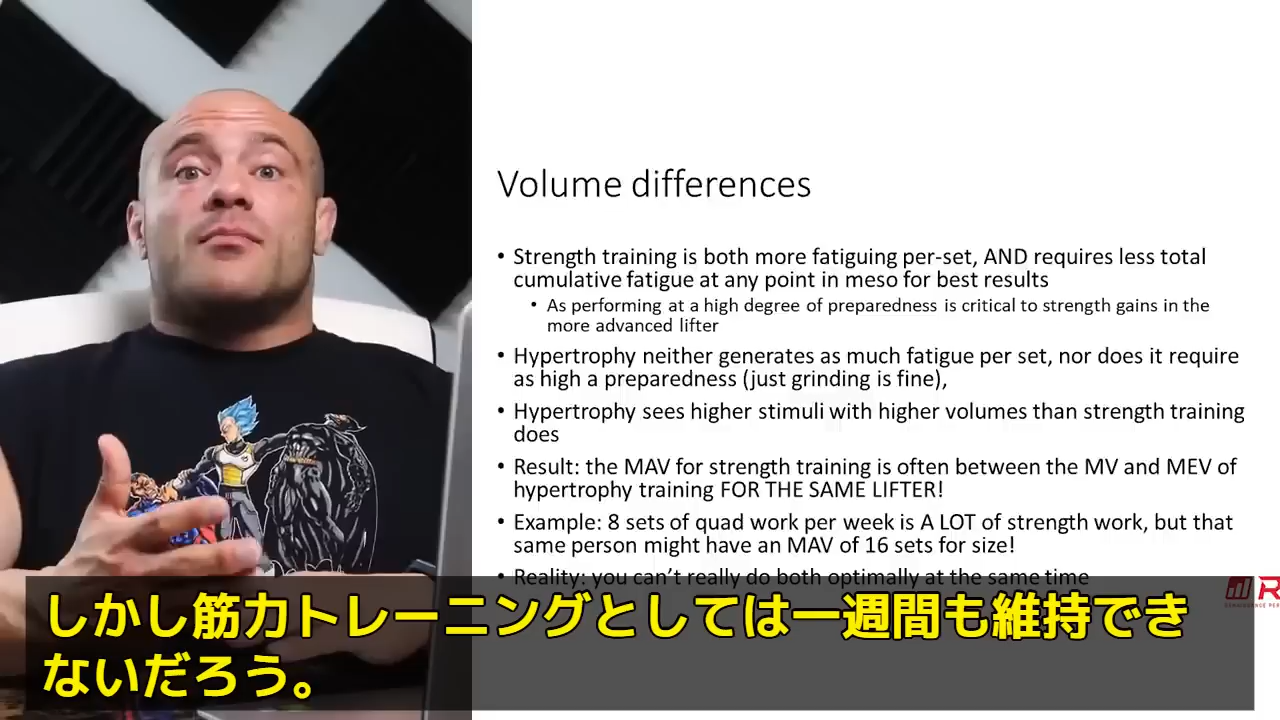 Volume differences
• Strength training is both more fatiguing per-set, AND requires less total
cumulative fatigue at any point in meso for best results
• As performing at a high degree of preparedness is critical to strength gains in the
more advanced lifter
• Hypertrophy neither generates as much fatigue per set, nor does it require
as high a preparedness (just grinding is fine),
• Hypertrophy sees higher stimuli with higher volumes than strength training
does
• Result: the MAV for strength training is often between the MV and MEV of
hypertrophy training FOR THE SAME LIFTER!
• Example: 8 sets of quad work per week is A LOT of strength work, but that
same person might have an MAV of 16 sets for size!
• Reality: you can't really do both optimally at the same time
しかし筋力トレーニングとしては一週間も維持でき
ないだろう。